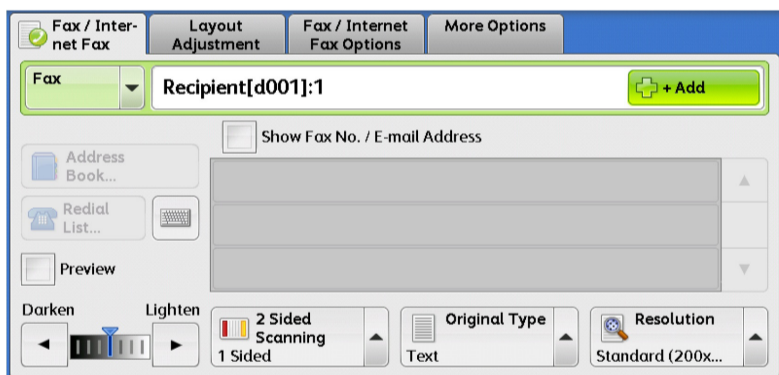 Fax / Inter-
net Fax
Layout
Adjustment
Fax / Internet
Fax Options
More Options
Fax
Recipient[d001]:1
+ Add
Show Fax No. / E-mail Address
Address
Book...
Redial
List...
Preview
Darken
Lighten
2 Sided
Scanning
1 Sided
Original Type
Text
Resolution
Standard (200x...